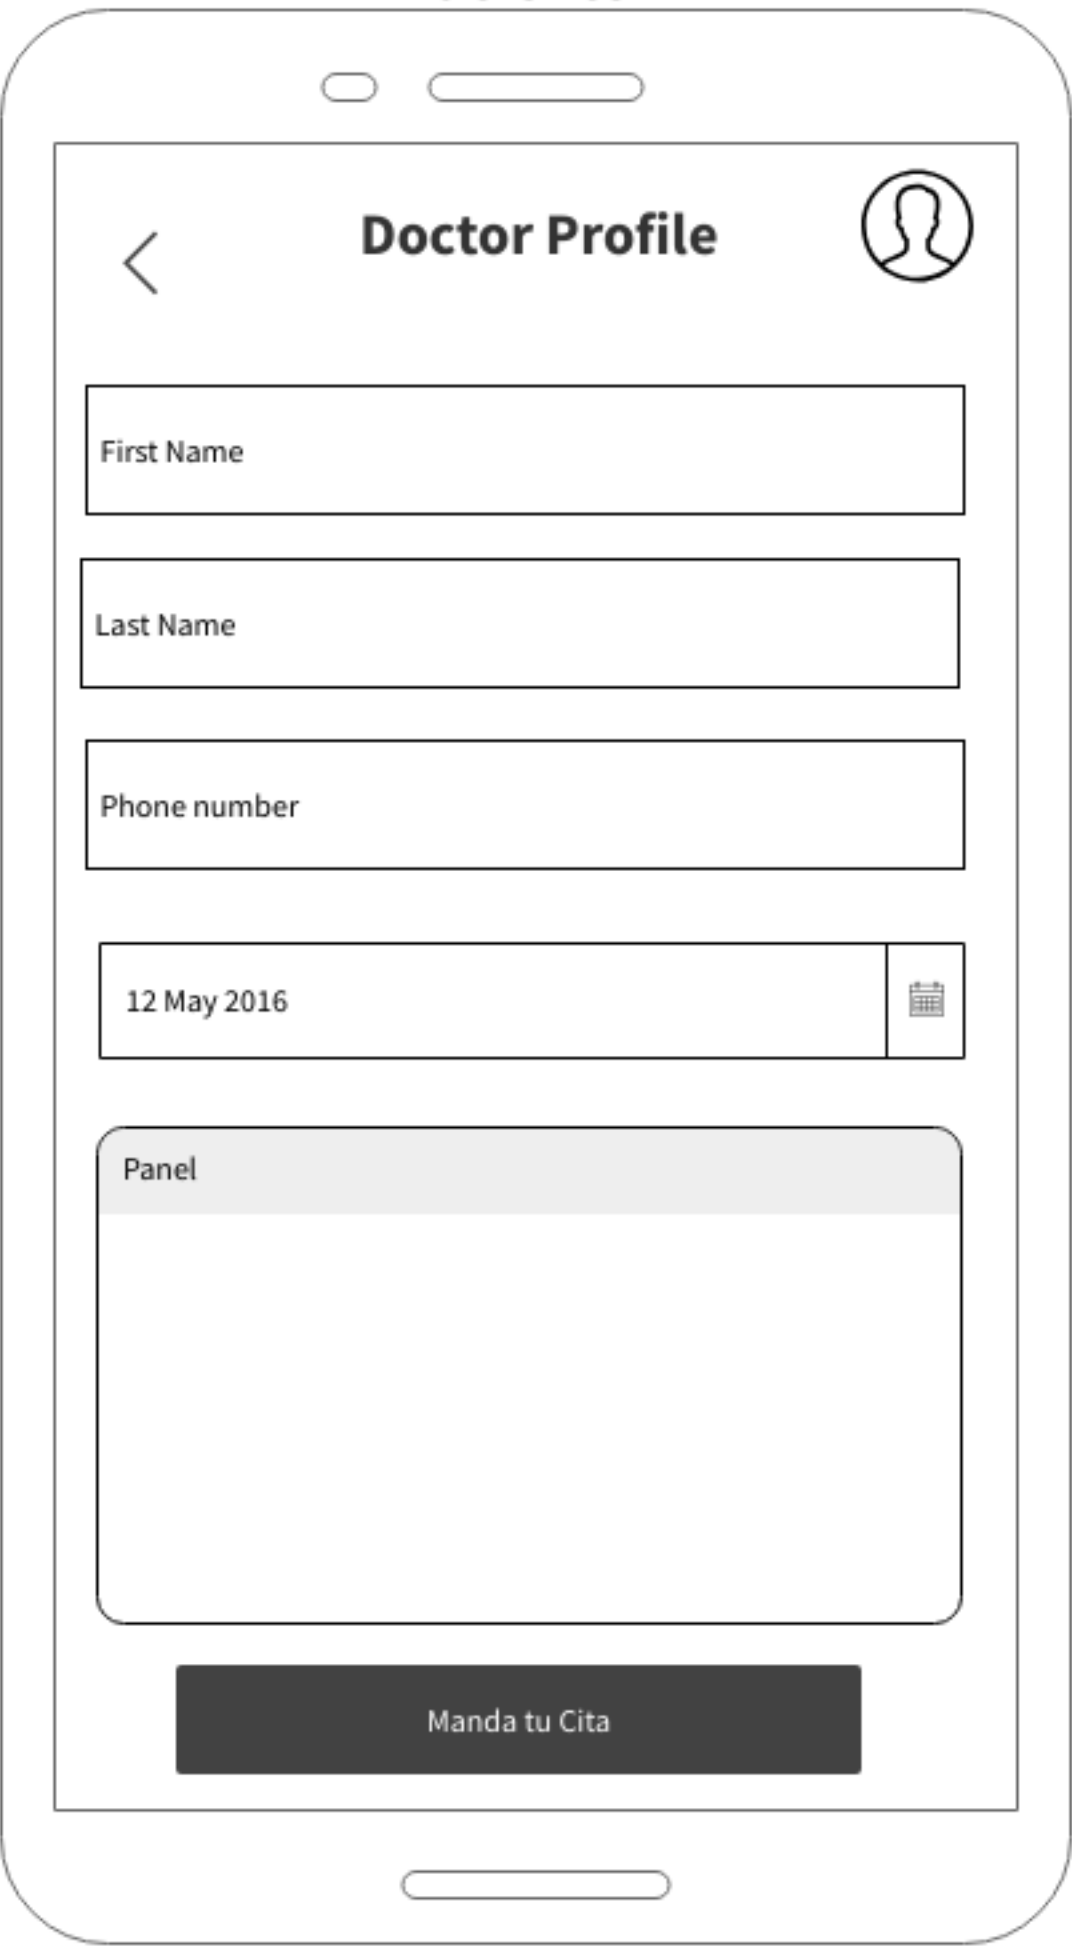 Doctor Profile
First Name
Last Name
Phone number
12 May 2016
Panel
Manda tu Cita